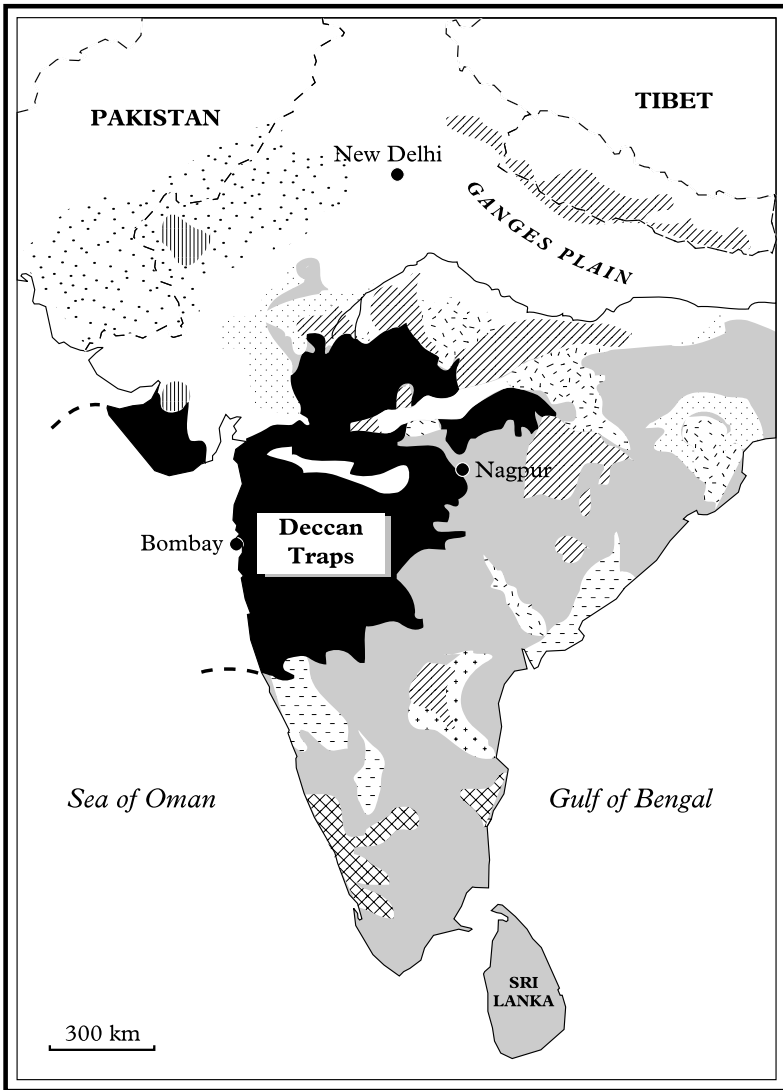 PAKISTAN
TIBET
New Delhi
GANGES PLAIN
Nagpur
Bombay
Deccan
Traps
Sea of Oman
Gulf of Bengal
SRI
LANKA
300 km